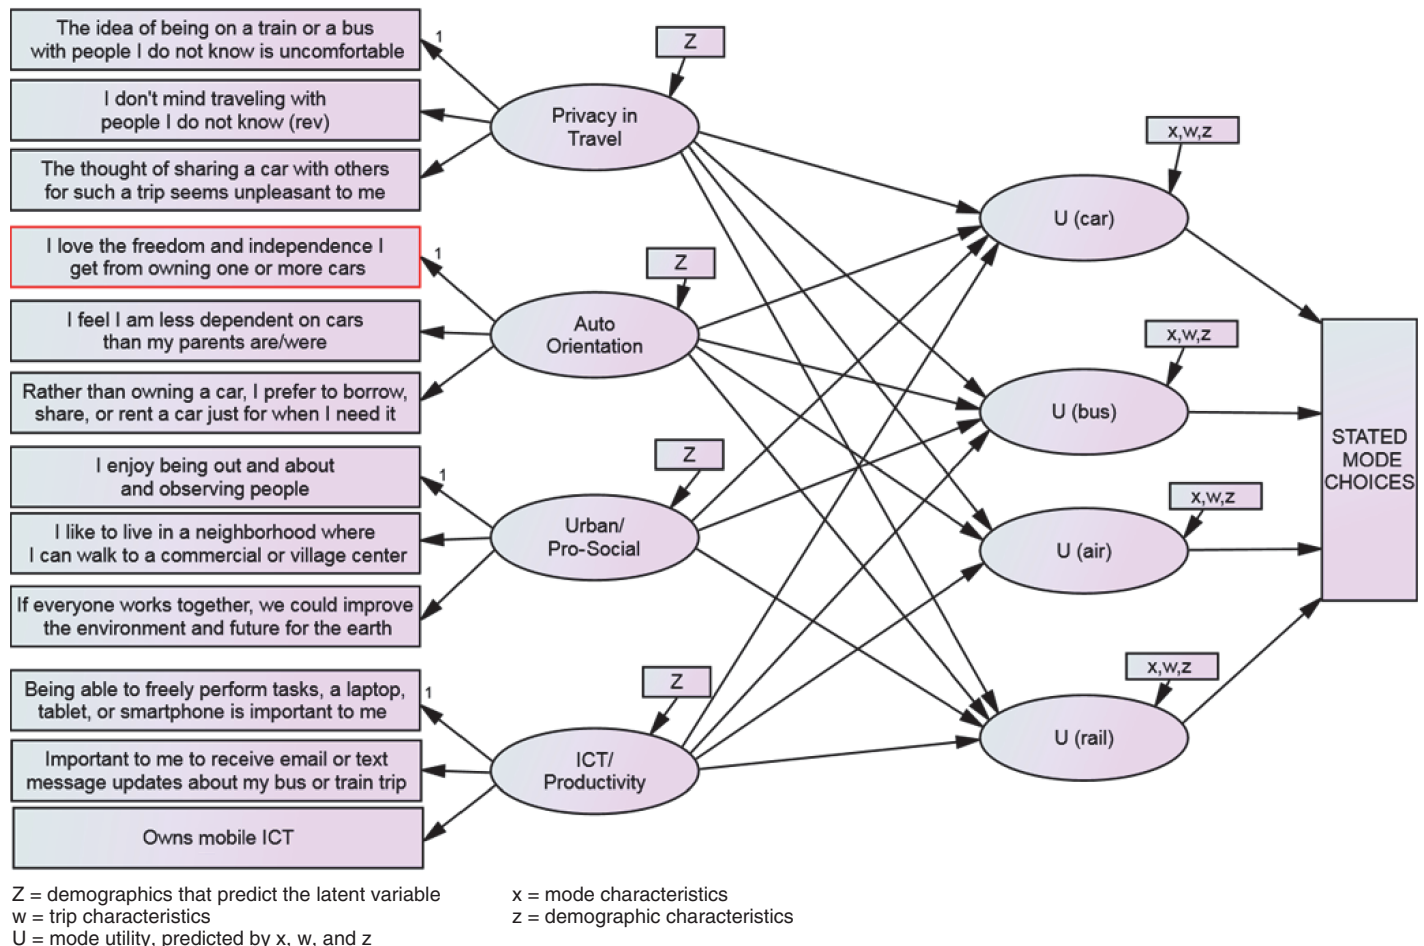 The idea of being on a train or a bus
with people I do not know is uncomfortable
1
I don't mind traveling with
people I do not know (rev)
The thought of sharing a car with others
for such a trip seems unpleasant to me
Z
Privacy in
Travel
I love the freedom and independence I
get from owning one or more cars
1
I feel I am less dependent on cars
than my parents are/were
Rather than owning a car, I prefer to borrow,
share, or rent a car just for when I need it
Z
Auto
Orientation
I enjoy being out and about
and observing people
1
I like to live in a neighborhood where
I can walk to a commercial or village center
If everyone works together, we could improve
the environment and future for the earth
Z
Urban/
Pro-Social
Being able to freely perform tasks, a laptop,
tablet, or smartphone is important to me
1
Important to me to receive email or text
message updates about my bus or train trip
Owns mobile ICT
Z
ICT/
Productivity
x,w,z
U (car)
x,w,z
U (bus)
x,w,z
U (air)
x,w,z
U (rail)
STATED
MODE
CHOICES
Z = demographics that predict the latent variable
w = trip characteristics
U = mode utility, predicted by x, w, and z
x = mode characteristics
z = demographic characteristics